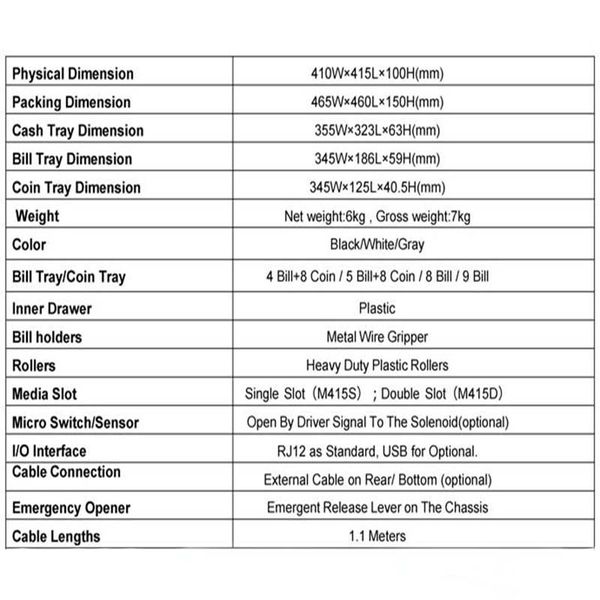 Physical Dimension 410W×415L×100H(mm)
Packing Dimension 465W×460L×150H(mm)
Cash Tray Dimension 355W×323L×63H(mm)
Bill Tray Dimension 345W×186L×59H(mm)
Coin Tray Dimension 345W×125L×40.5H(mm)
Weight Net weight:6kg , Gross weight:7kg
Color Black/White/Gray
Bill Tray/Coin Tray 4 Bill+8 Coin / 5 Bill+8 Coin / 8 Bill / 9 Bill
Inner Drawer Plastic
Bill holders Metal Wire Gripper
Rollers Heavy Duty Plastic Rollers
Media Slot Single Slot（M415S）；Double Slot（M415D）
Micro Switch/Sensor Open By Driver Signal To The Solenoid(optional)
I/O Interface RJ12 as Standard, USB for Optional.
Cable Connection External Cable on Rear/ Bottom (optional)
Emergency Opener Emergent Release Lever on The Chassis
Cable Lengths 1.1 Meters